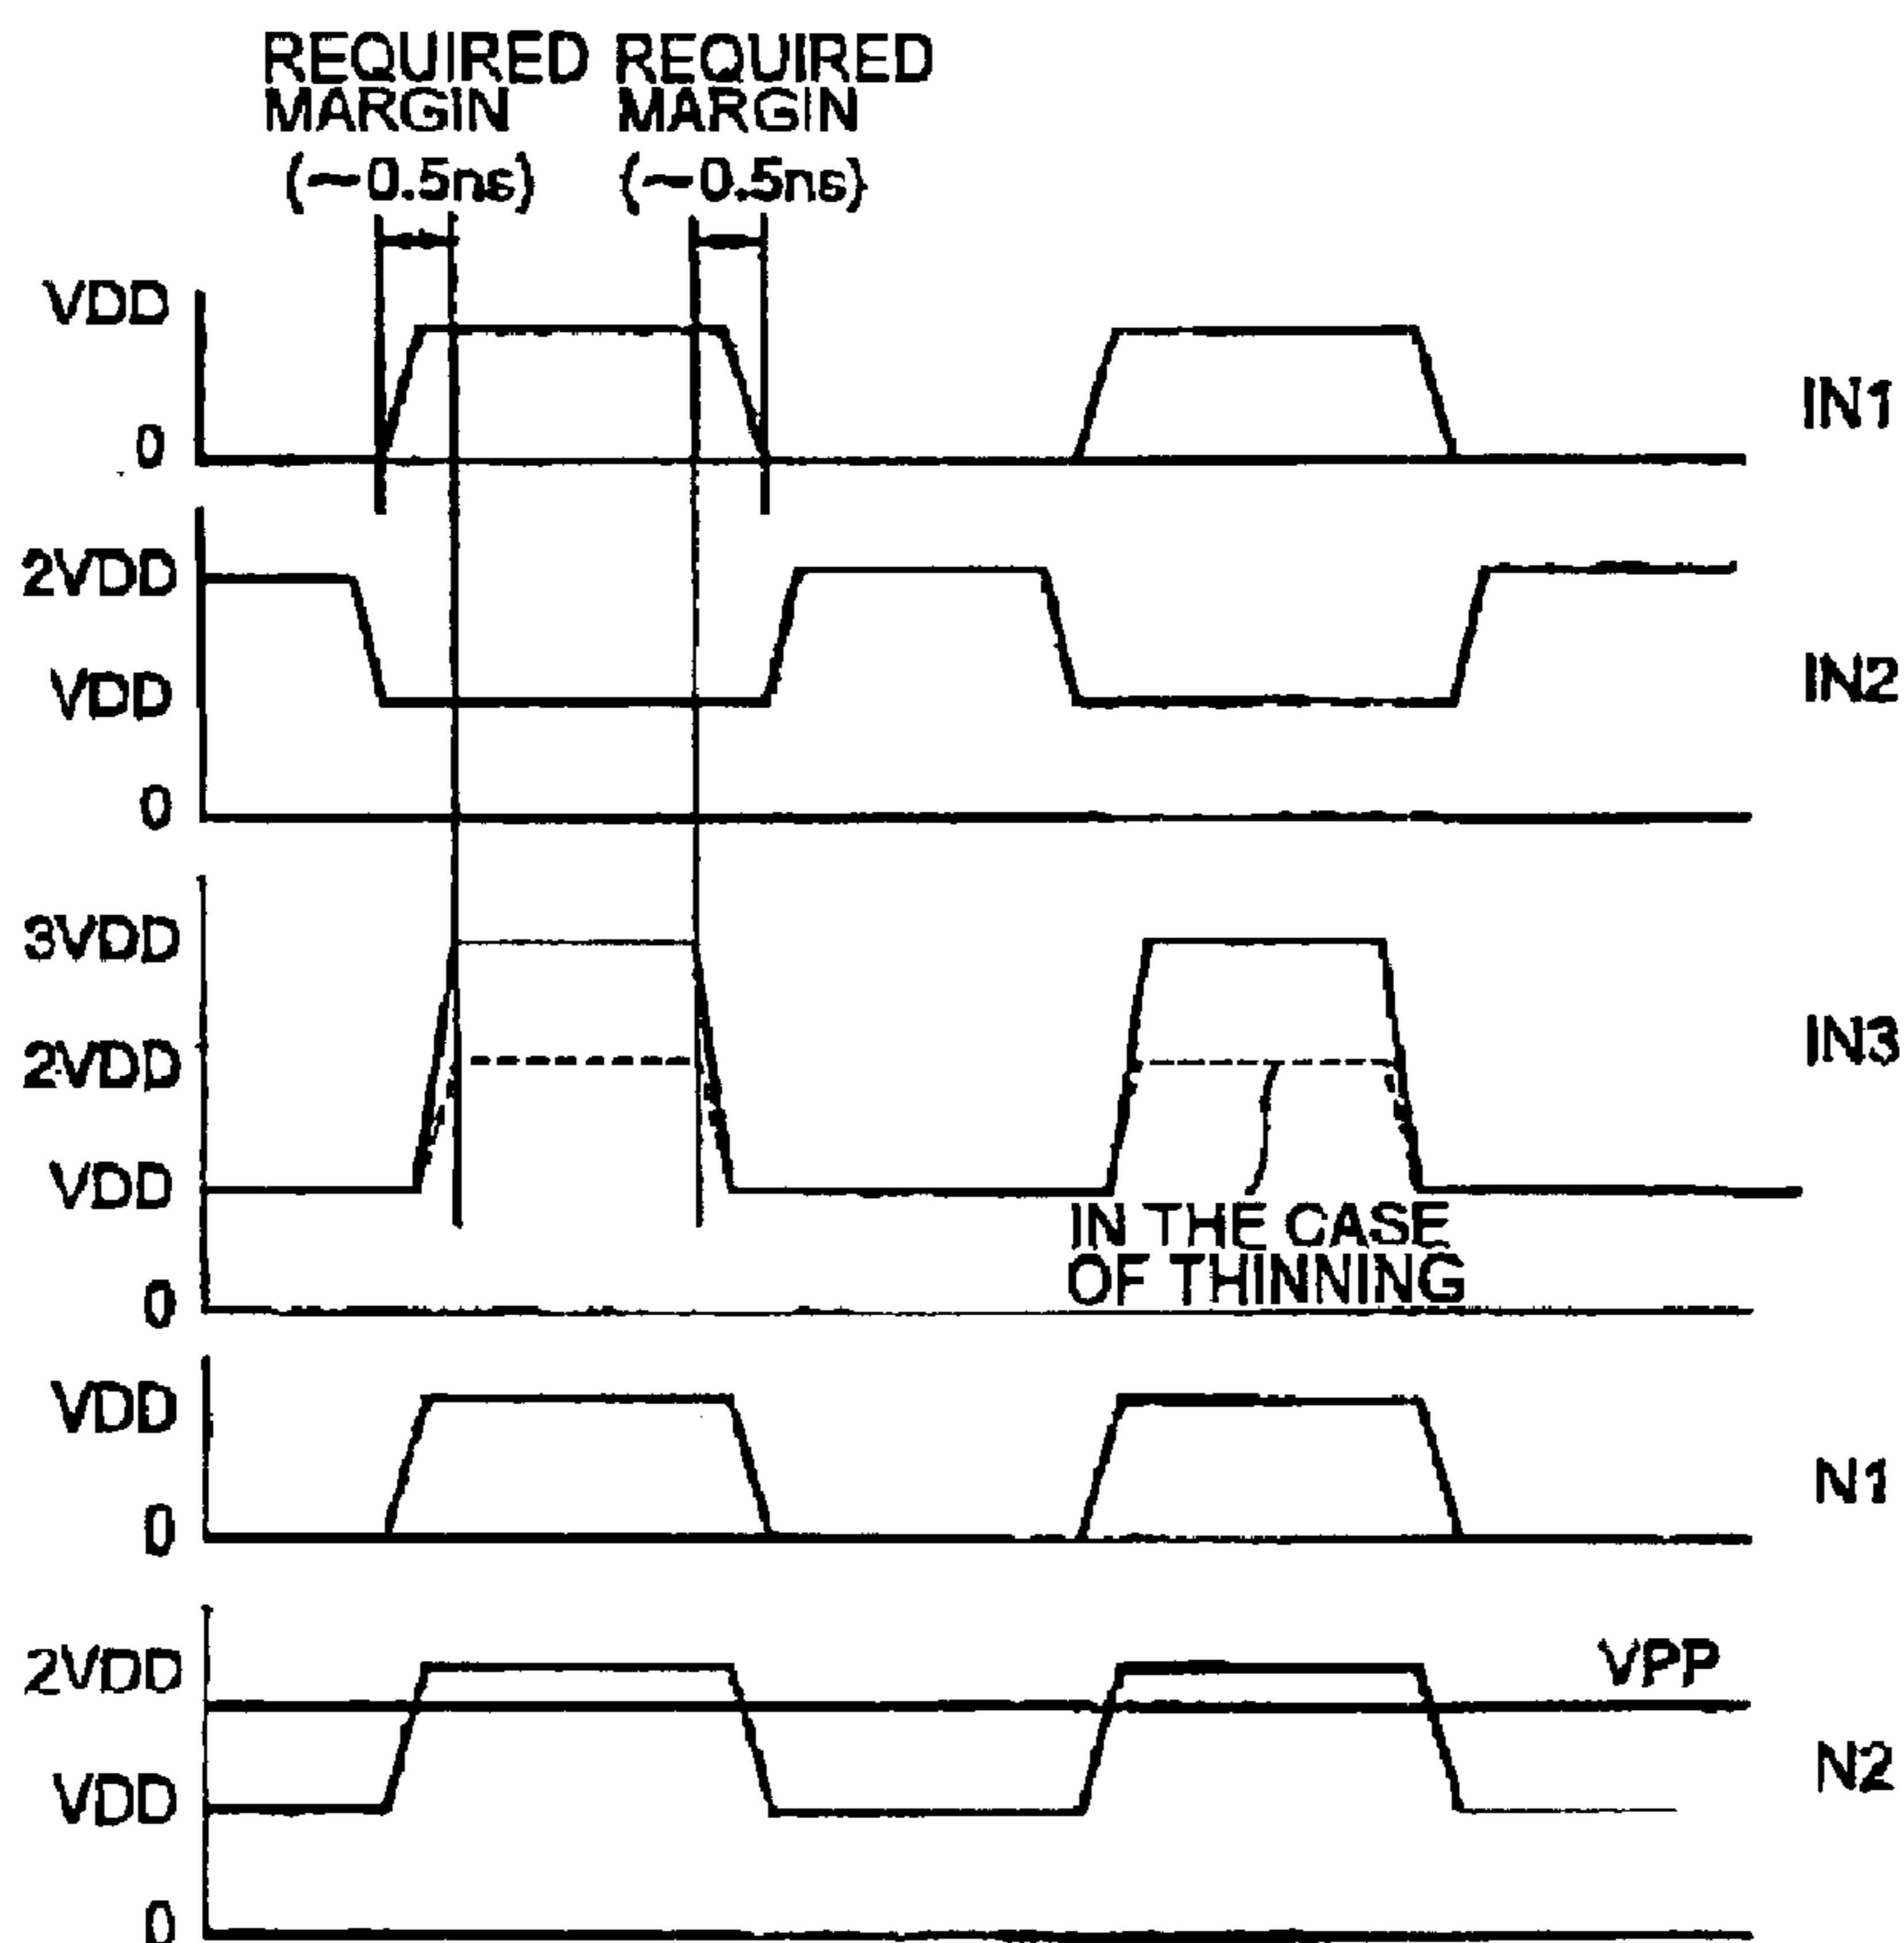 REQUIRED REQUIRED
MARGIN MARGIN
(~0.5ns) (~0.5ns)
VDD
0
IN1
2VDD
VDD
0
IN2
3VDD
2VDD
VDD
0
IN3
IN THE CASE
OF THINNING
VDD
0
N1
2VDD
VPP
VDD
N2
0